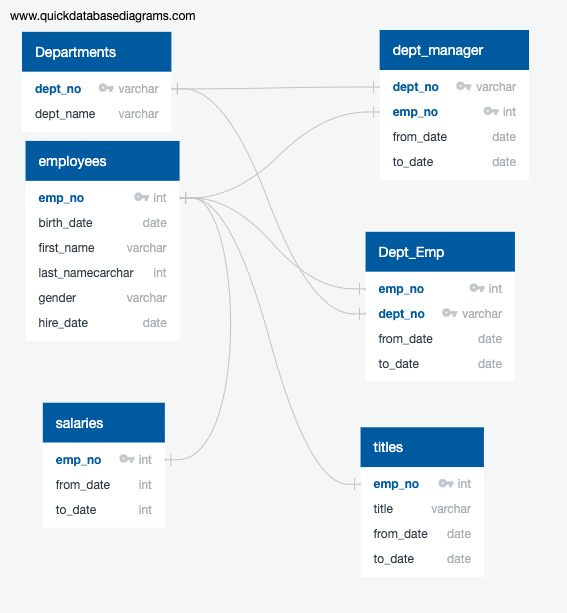 www.quickdatabasediagrams.com
Departments
dept_no varchar
dept_name varchar
employees
emp_no int
birth_date date
first_name varchar
last_namecarchar int
gender varchar
hire_date date
salaries
emp_no int
from_date int
to_date int
dept_manager
dept_no varchar
emp_no int
from_date date
to_date date
Dept_Emp
emp_no int
dept_no varchar
from_date date
to_date date
titles
emp_no int
title varchar
from_date date
to_date date